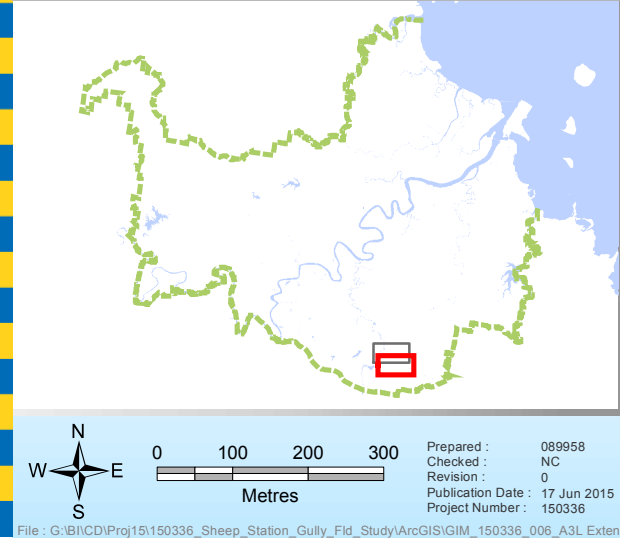 N
W E
S
0 100 200 300
Metres
Prepared : 089958
Checked : NC
Revision : 0
Publication Date : 17 Jun 2015
Project Number : 150336
File : G:\BI\CD\Proj15\150336_Sheep_Station_Gully_Fld_Study\ArcGIS\GIM_150336_006_A3L Exten